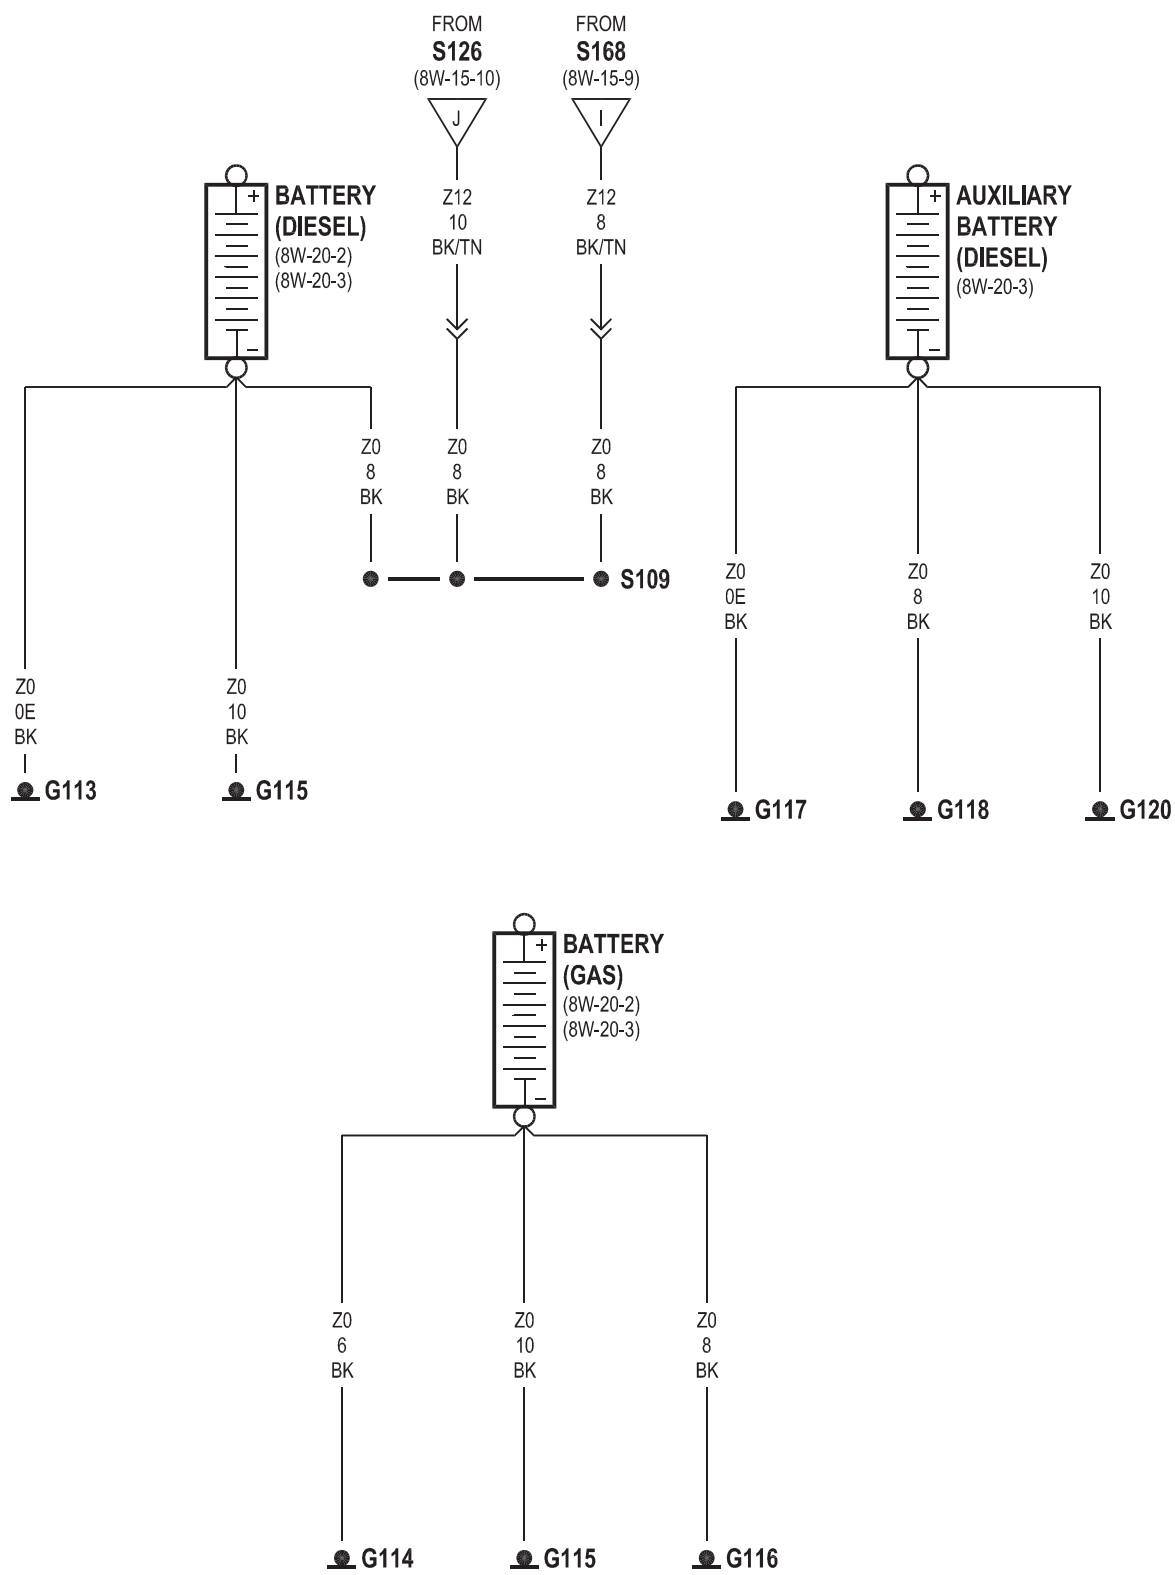 FROM
S126
(8W-15-10)
J
FROM
S168
(8W-15-9)
I
+
BATTERY
(DIESEL)
(8W-20-2)
(8W-20-3)
−
Z12
10
BK/TN
Z12
8
BK/TN
+
AUXILIARY
BATTERY
(DIESEL)
(8W-20-3)
−
Z0
8
BK
Z0
8
BK
Z0
8
BK
S109
Z0
0E
BK
Z0
8
BK
Z0
10
BK
Z0
0E
BK
Z0
10
BK
G113
G115
G117
G118
G120
+
BATTERY
(GAS)
(8W-20-2)
(8W-20-3)
−
Z0
6
BK
Z0
10
BK
Z0
8
BK
G114
G115
G116